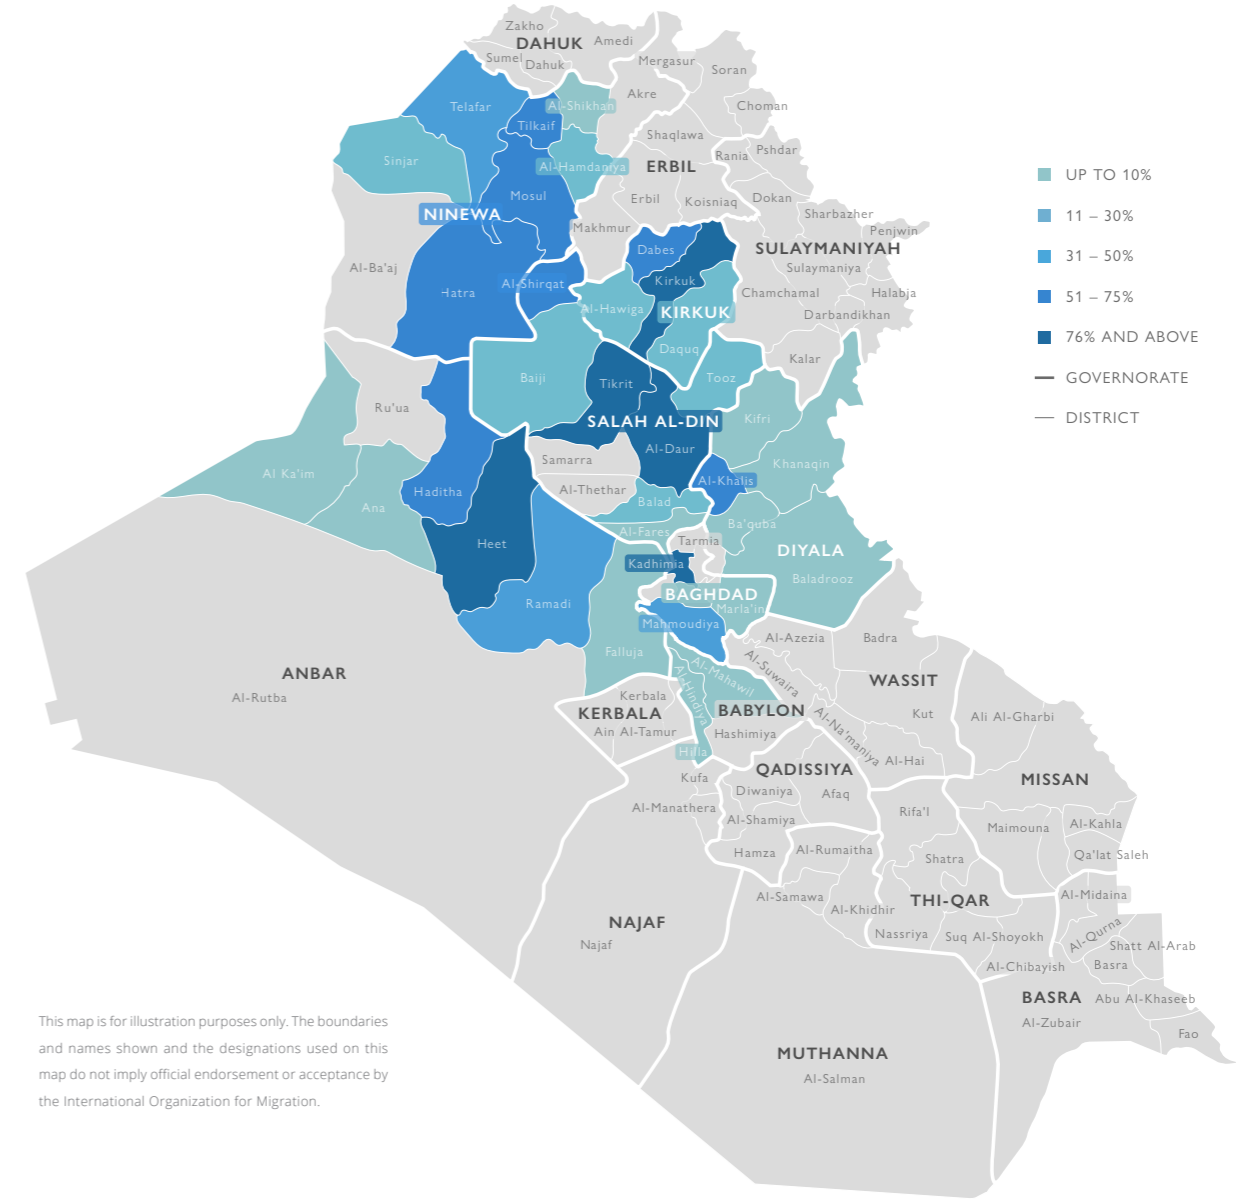 Zakho
DAHUK
Amedi
Sumel
Dahuk
Mergasur
Soran
Akre
Choman
Telafar
Al-Shikhan
Tilkaif
Shaqlawa
Rania
Pshdar
Sinjar
Al-Hamdaniya
ERBIL
UP TO 10%
Mosul
Erbil
Koisniaq
Dokan
NINEWA
Sharbazher
11 – 30%
Makhmur
Penjwin
Dabes
SULAYMANIYAH
31 – 50%
Al-Ba'aj
Sulaymaniya
Hatra
Al-Shirqat
Kirkuk
Chamchamal
Halabja
51 – 75%
Al-Hawiga
KIRKUK
Darbandikhan
76% AND ABOVE
Daquq
Kalar
Baiji
Tikrit
Tooz
GOVERNORATE
Ru'ua
SALAH AL-DIN
Kifri
DISTRICT
Samarra
Al-Daur
Khanaqin
Al Ka'im
Haditha
Al-Thethar
Al-Khalis
Ana
Balad
Ba'quba
Heet
Al-Fares
Tarmia
DIYALA
Kadhimia
Baladrooz
Ramadi
BAGHDAD
Marla'in
Mahmoudiya
Al-Azezia
Badra
Falluja
Al-Mahawil
Al-Suwaira
ANBAR
Al-Hindiya
WASSIT
Al-Rutba
Kerbala
KERBALA
BABYLON
Kut
Ali Al-Gharbi
Ain Al-Tamur
Hashimiya
Al-Na'maniya
Hilla
Al-Hai
Kufa
QADISSIYA
MISSAN
Diwaniya
Afaq
Al-Manathera
Al-Shamiya
Rifa'l
Maimouna
Al-Kahla
Hamza
Al-Rumaitha
Shatra
Qa'lat Saleh
Al-Samawa
Al-Khidhir
THI-QAR
Al-Midaina
NAJAF
Nassriya
Suq Al-Shoyokh
Al-Qurna
Shatt Al-Arab
Najaf
Al-Chibayish
Basra
BASRA
Abu Al-Khaseeb
Al-Zubair
Fao
MUTHANNA
Al-Salman
This map is for illustration purposes only. The boundaries
and names shown and the designations used on this
map do not imply official endorsement or acceptance by
the International Organization for Migration.